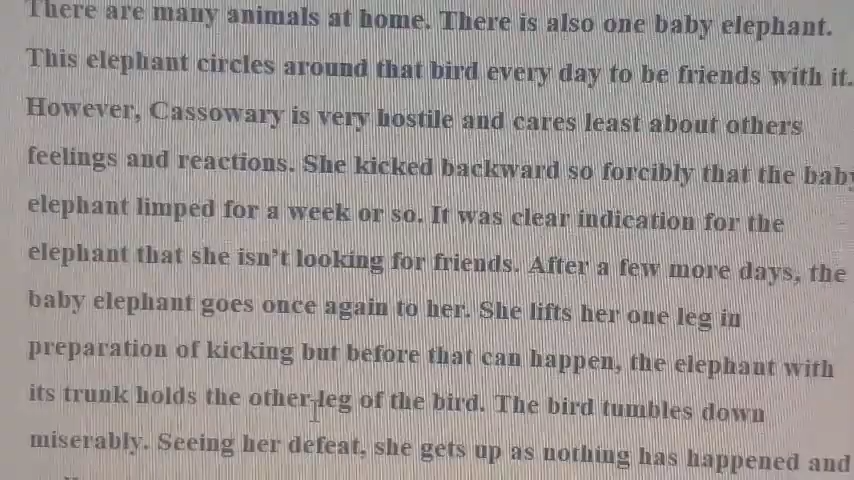 There are many animals at home. There is also one baby elephant.
This elephant circles around that bird every day to be friends with it.
However, Cassowary is very hostile and cares least about others
feelings and reactions. She kicked backward so forcibly that the baby
elephant limped for a week or so. It was clear indication for the
elephant that she isn't looking for friends. After a few more days, the
baby elephant goes once again to her. She lifts her one leg in
preparation of kicking but before that can happen, the elephant with
its trunk holds the other leg of the bird. The bird tumbles down
miserably. Seeing her defeat, she gets up as nothing has happened and